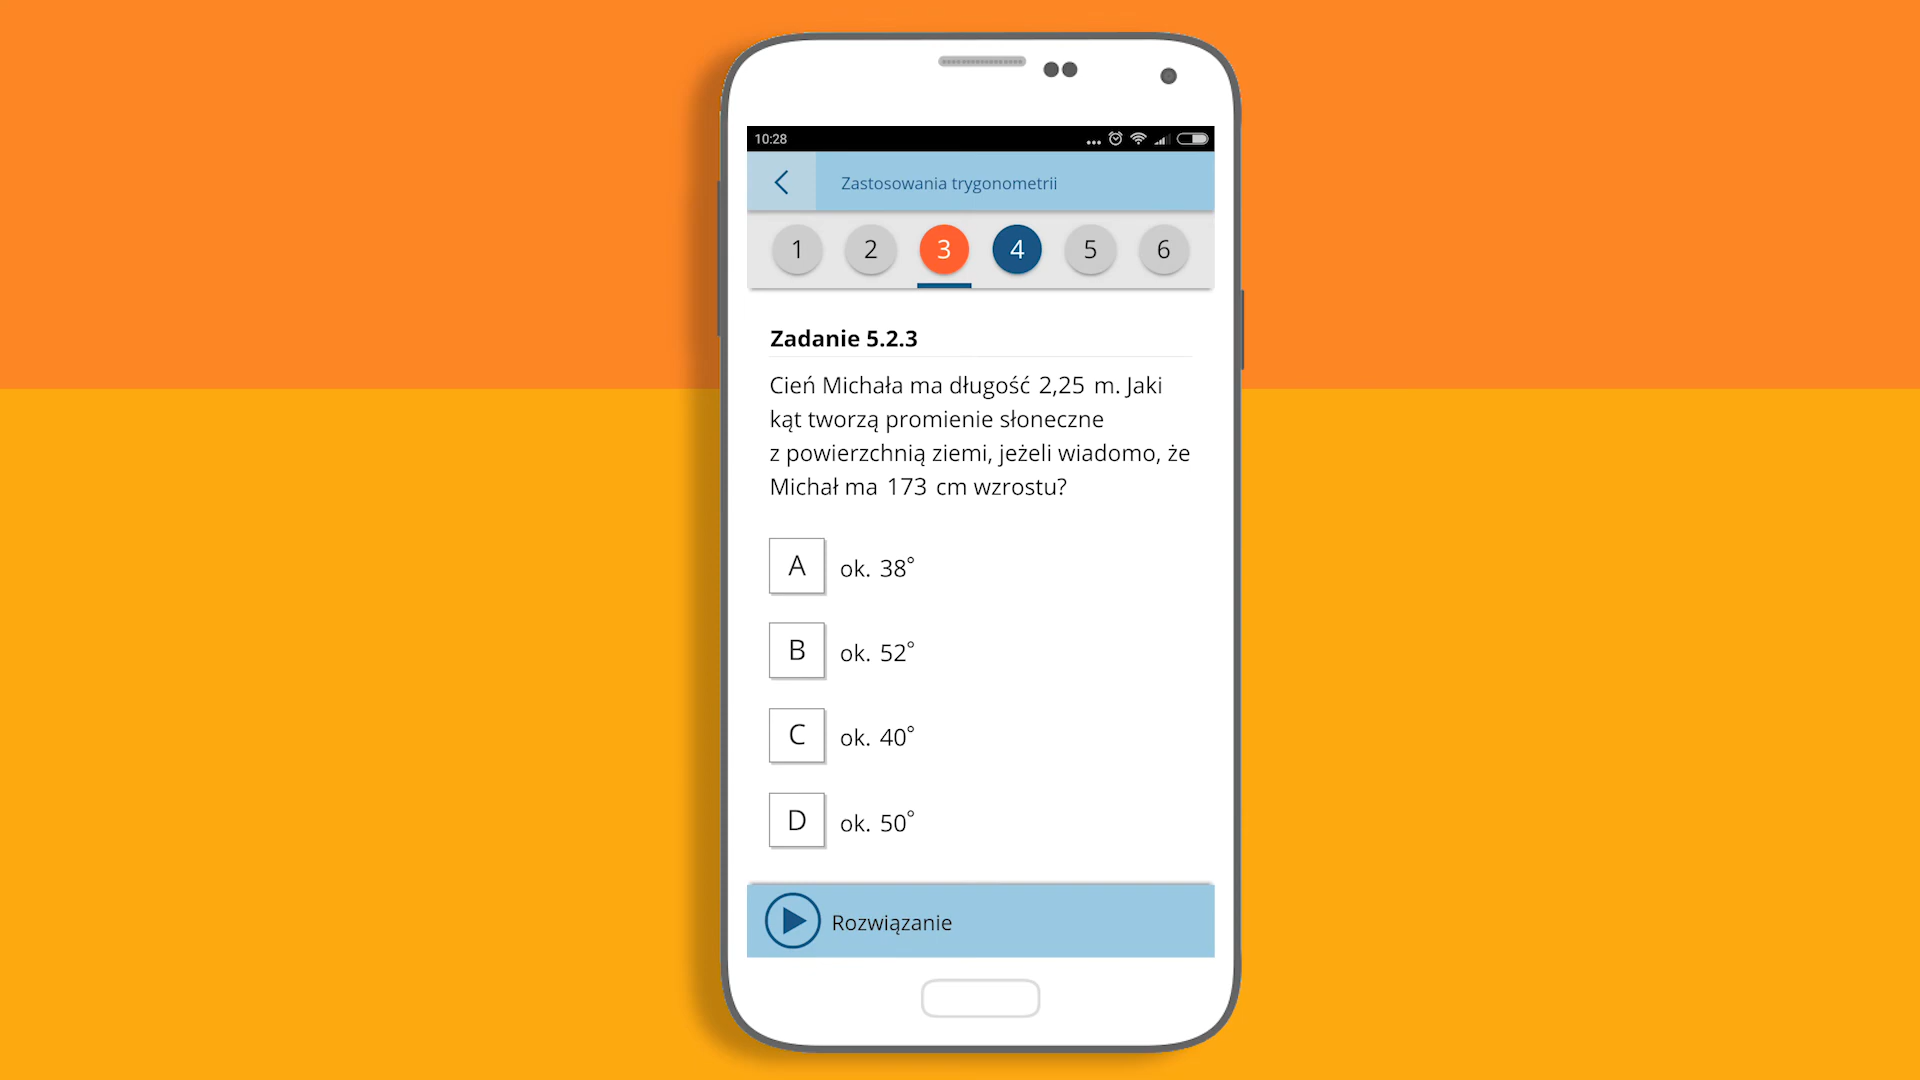 10:28
Zastosowania trygonometrii
1 2 3 4 5 6
Zadanie 5.2.3
Cień Michała ma długość 2,25 m. Jaki
kąt tworzą promienie słoneczne
z powierzchnią ziemi, jeżeli wiadomo, że
Michał ma 173 cm wzrostu?
A ok. 38°
B ok. 52°
C ok. 40°
D ok. 50°
Rozwiązanie